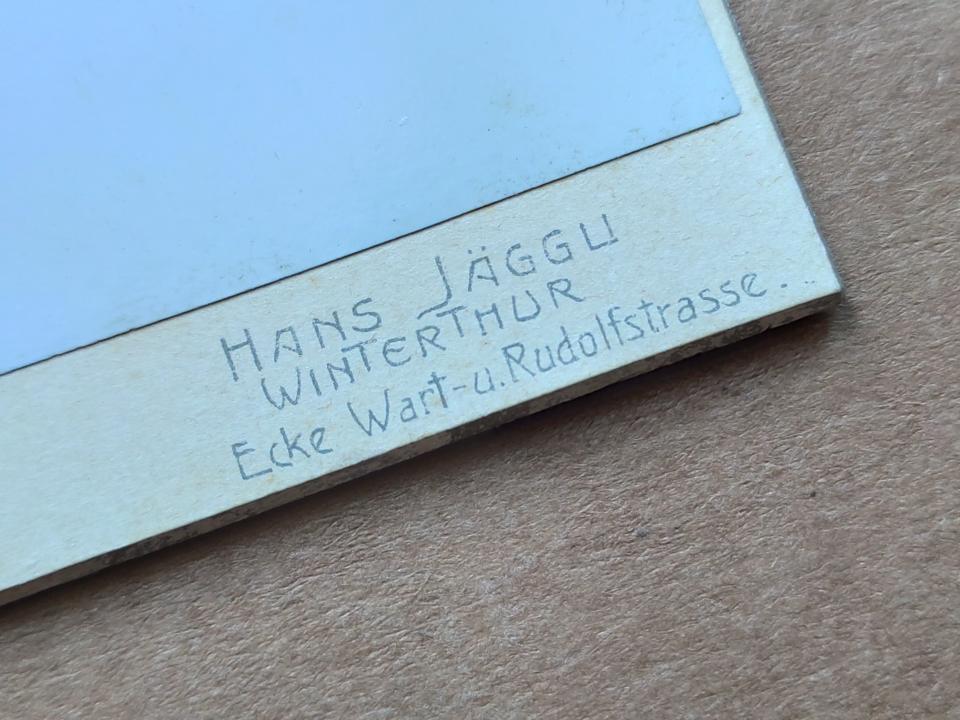 HANS JÄGGLI
WINTERTHUR
Ecke Wart-u.Rudolfstrasse.